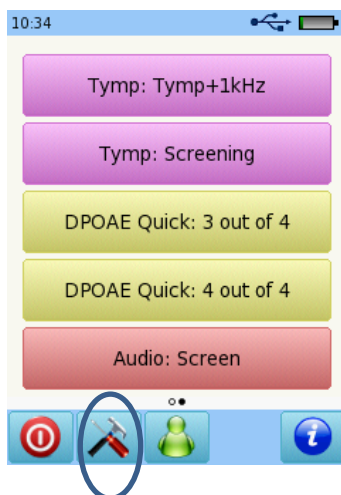 10:34
Tymp: Tymp+1kHz
Tymp: Screening
DPOAE Quick: 3 out of 4
DPOAE Quick: 4 out of 4
Audio: Screen
i